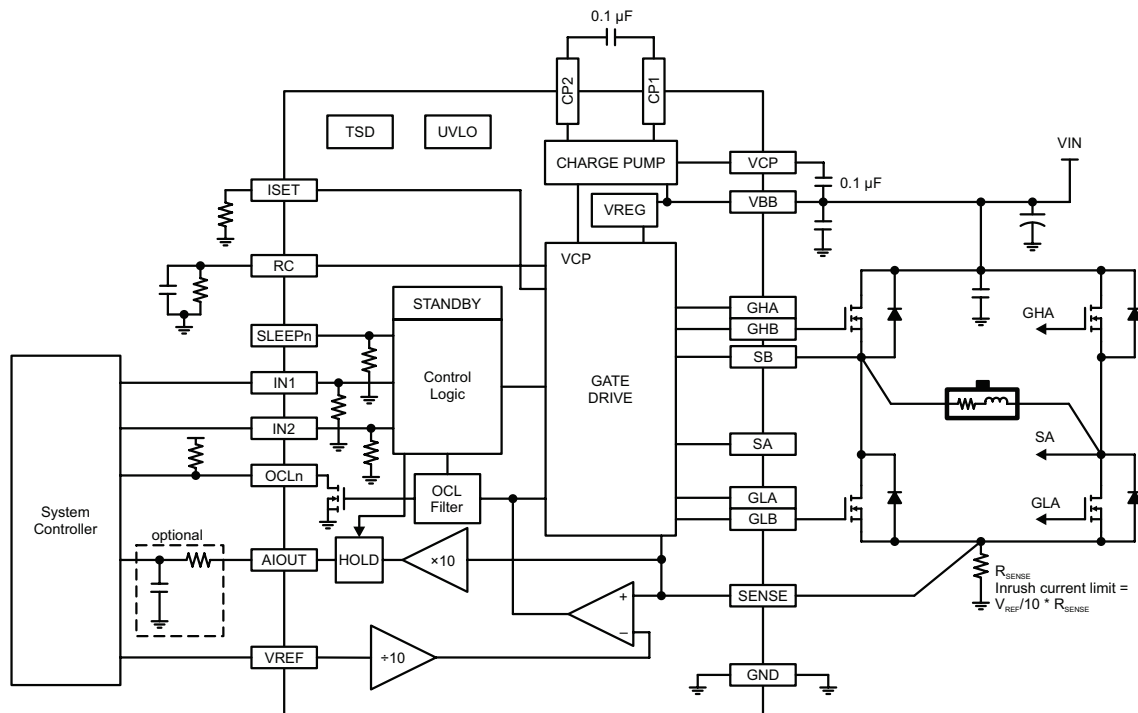 0.1 µF
CP2
CP1
TSD
UVLO
CHARGE PUMP
VCP
VIN
0.1 µF
ISET
VREG
VBB
VCP
RC
STANDBY
GHA
GHB
GHA
SLEEPn
SB
Control
Logic
GATE
DRIVE
IN1
IN2
SA
SA
OCLn
OCL
Filter
GLA
GLB
GLA
System
Controller
optional
AIOUT
HOLD
×10
RSENSE
Inrush current limit =
VREF/10 * RSENSE
+
SENSE
–
VREF
÷10
GND